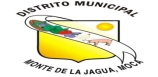 DISTRITO MUNICIPAL
MONTE DE LA JAGUA, MOCA